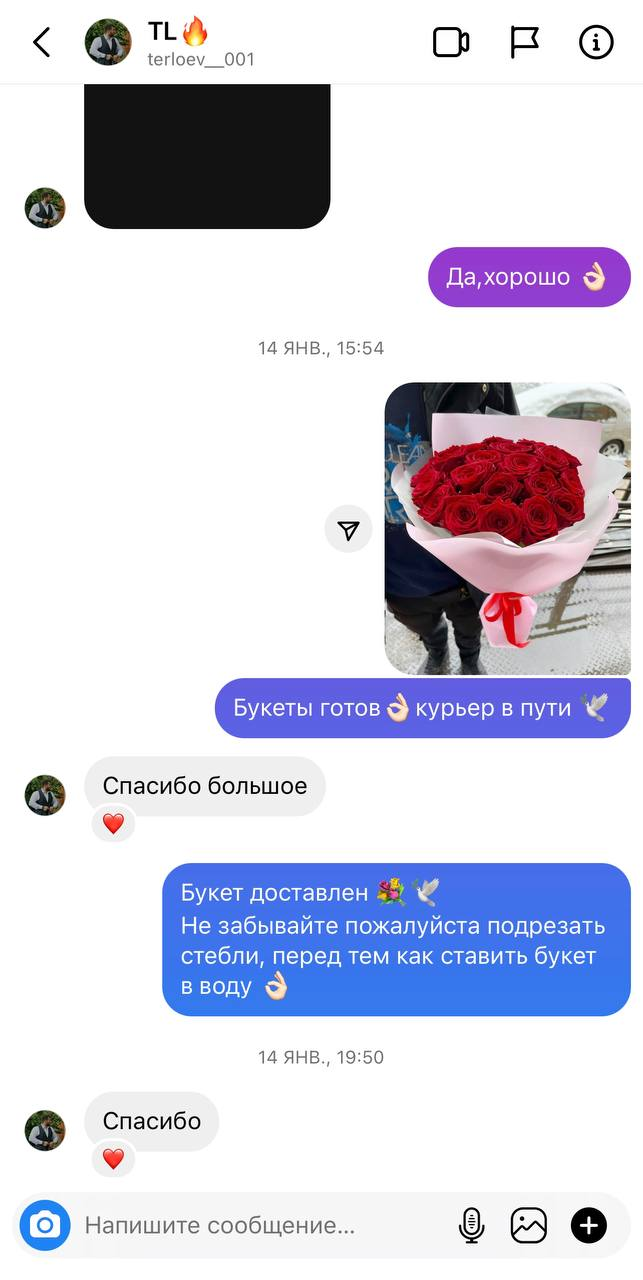 TL🔥
terloev__001
Да,хорошо 👌🏻
14 ЯНВ., 15:54
Букеты готов👌🏻курьер в пути 🕊️
Спасибо большое
❤️
Букет доставлен 💐🕊️
Не забывайте пожалуйста подрезать
стебли, перед тем как ставить букет
в воду 👌🏻
14 ЯНВ., 19:50
Спасибо
❤️
Напишите сообщение...